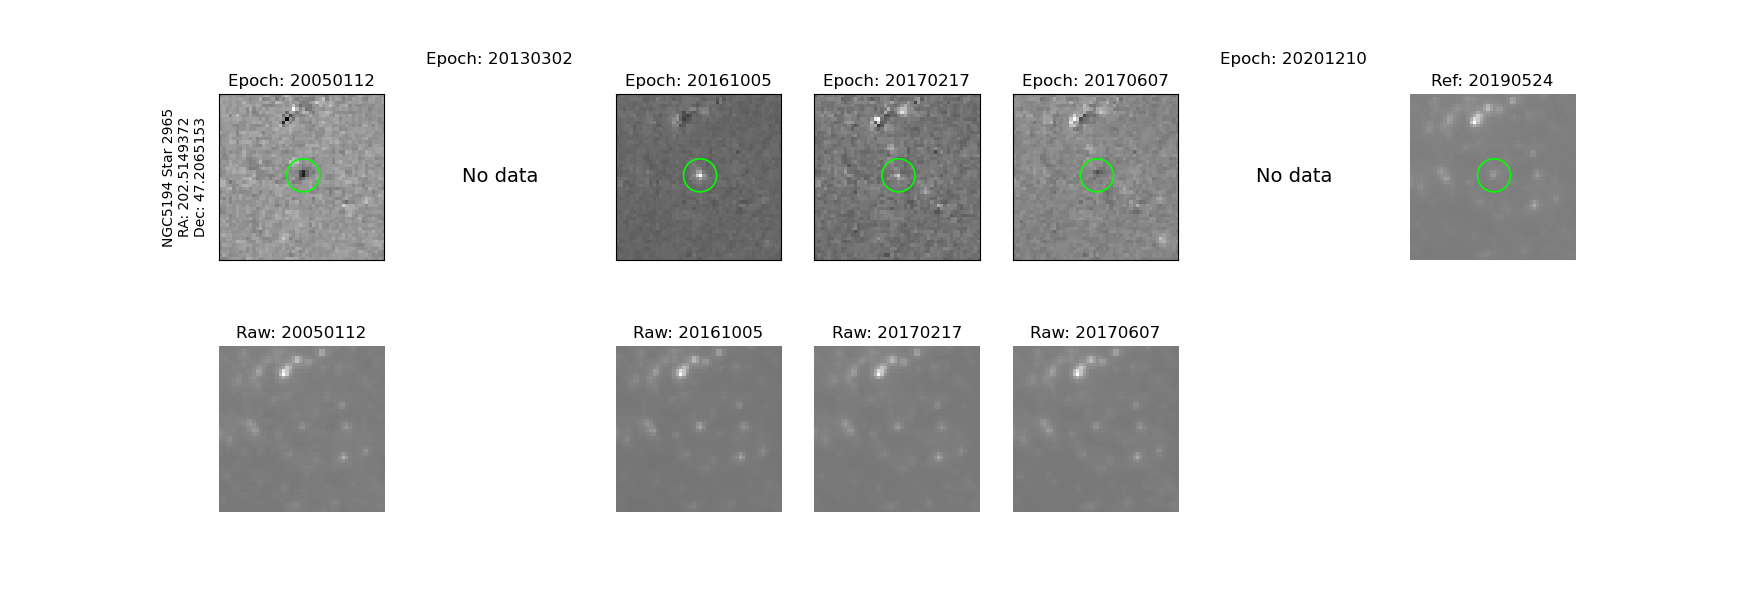 Epoch: 20130302
Epoch: 20201210
Epoch: 20050112
Epoch: 20161005
Epoch: 20170217
Epoch: 20170607
Ref: 20190524
NGC5194 Star 2965
RA: 202.5149372
Dec: 47.2065153
No data
No data
Raw: 20050112
Raw: 20161005
Raw: 20170217
Raw: 20170607